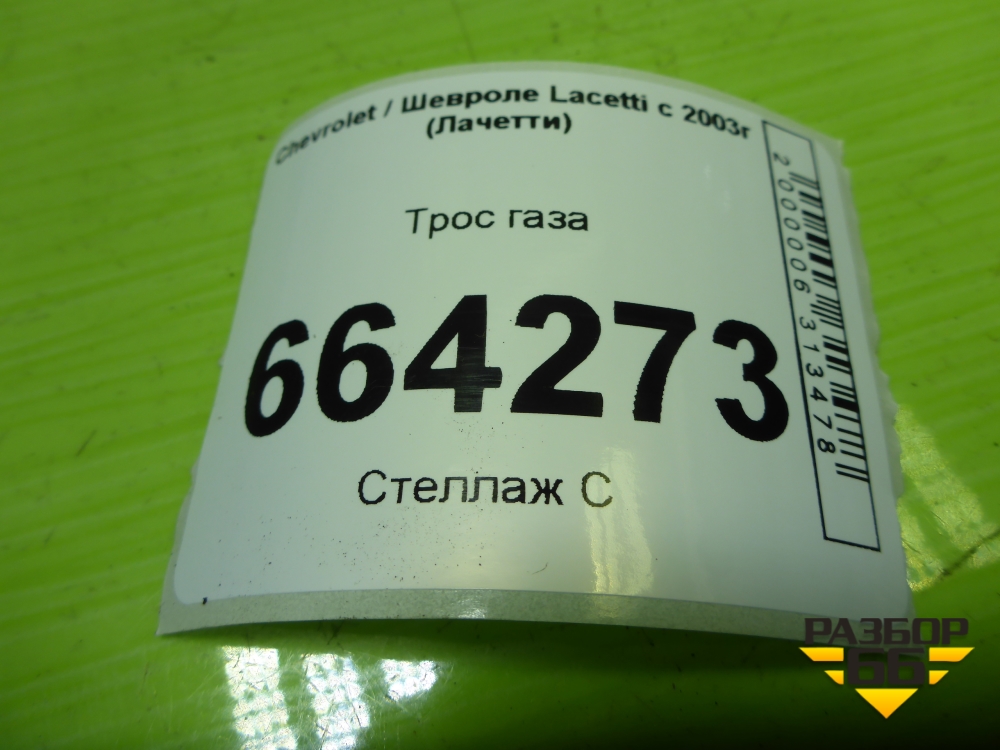 Chevrolet / Шевроле Lacetti с 2003г
(Лачетти)
Трос газа
664273
Стеллаж С
2000006313478
РАЗБОР
66